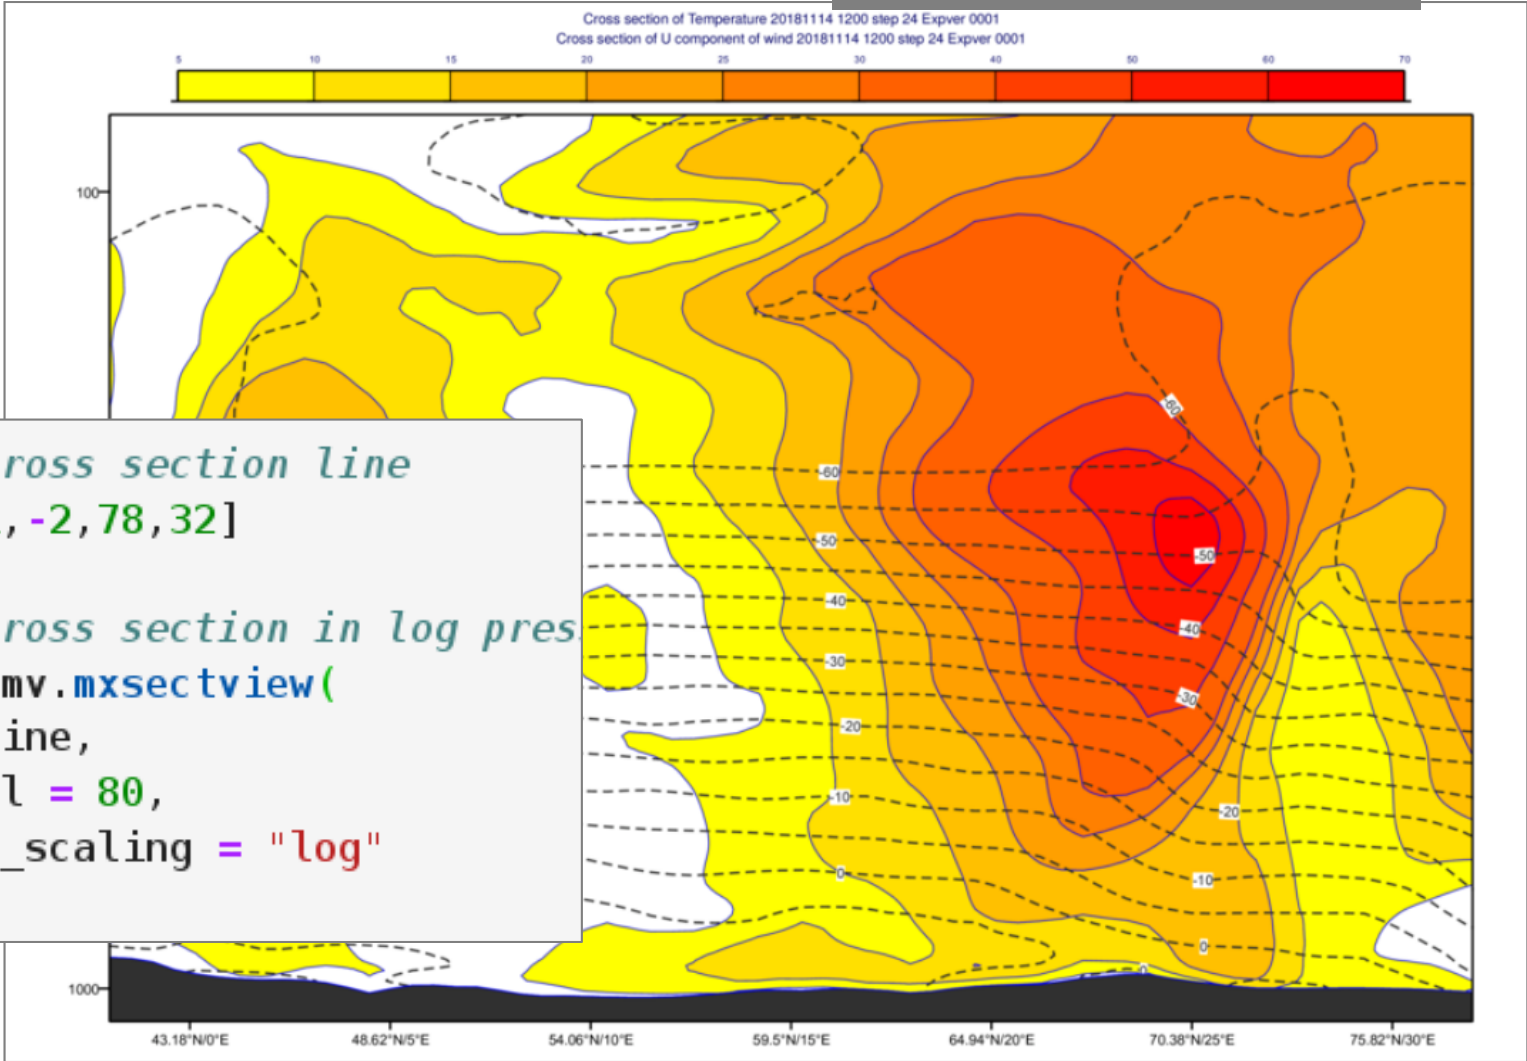 Cross section of Temperature 20181114 1200 step 24 Expver 0001
Cross section of U component of wind 20181114 1200 step 24 Expver 0001
5 10 15 20 25 30 40 50 60 70
100
-60
-60
-50
-50
-40
-40
-30
-30
-20
-20
-10
-10
0
0
0
ross section line
,-2,78,32]
ross section in log pres
mv.mxsectview(
ine,
l = 80,
_scaling = "log"
1000
43.18°N/0°E 48.62°N/5°E 54.06°N/10°E 59.5°N/15°E 64.94°N/20°E 70.38°N/25°E 75.82°N/30°E